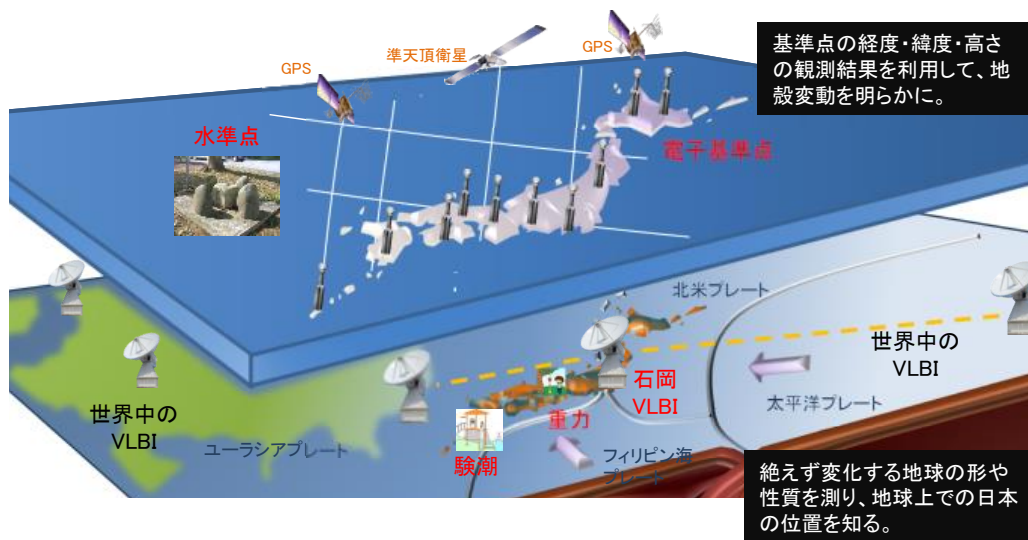 GPS
準天頂衛星
GPS
基準点の経度・緯度・高さ
の観測結果を利用して、地
殻変動を明らかに。
水準点
電子基準点
北米プレート
世界中の
VLBI
石岡
VLBI
太平洋プレート
世界中の
VLBI
ユーラシアプレート
重力
験潮
フィリピン海
プレート
絶えず変化する地球の形や
性質を測り、地球上での日本
の位置を知る。